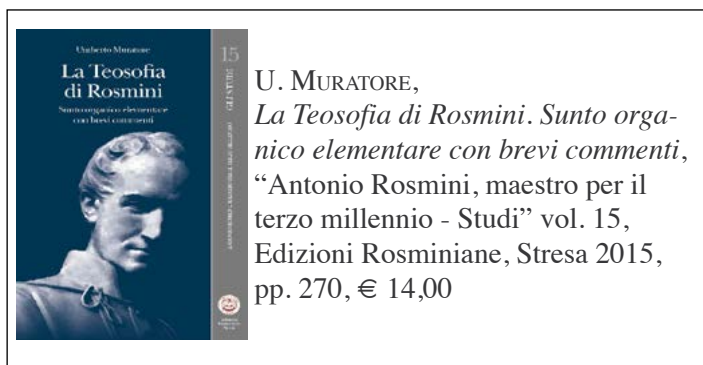 Umberto Muratore
La Teosofia
di Rosmini
Sunto organico elementare
con brevi commenti
15
GLI STUDI
U. MURATORE,
La Teosofia di Rosmini. Sunto orga-
nico elementare con brevi commenti,
“Antonio Rosmini, maestro per il
terzo millennio - Studi” vol. 15,
Edizioni Rosminiane, Stresa 2015,
pp. 270, € 14,00